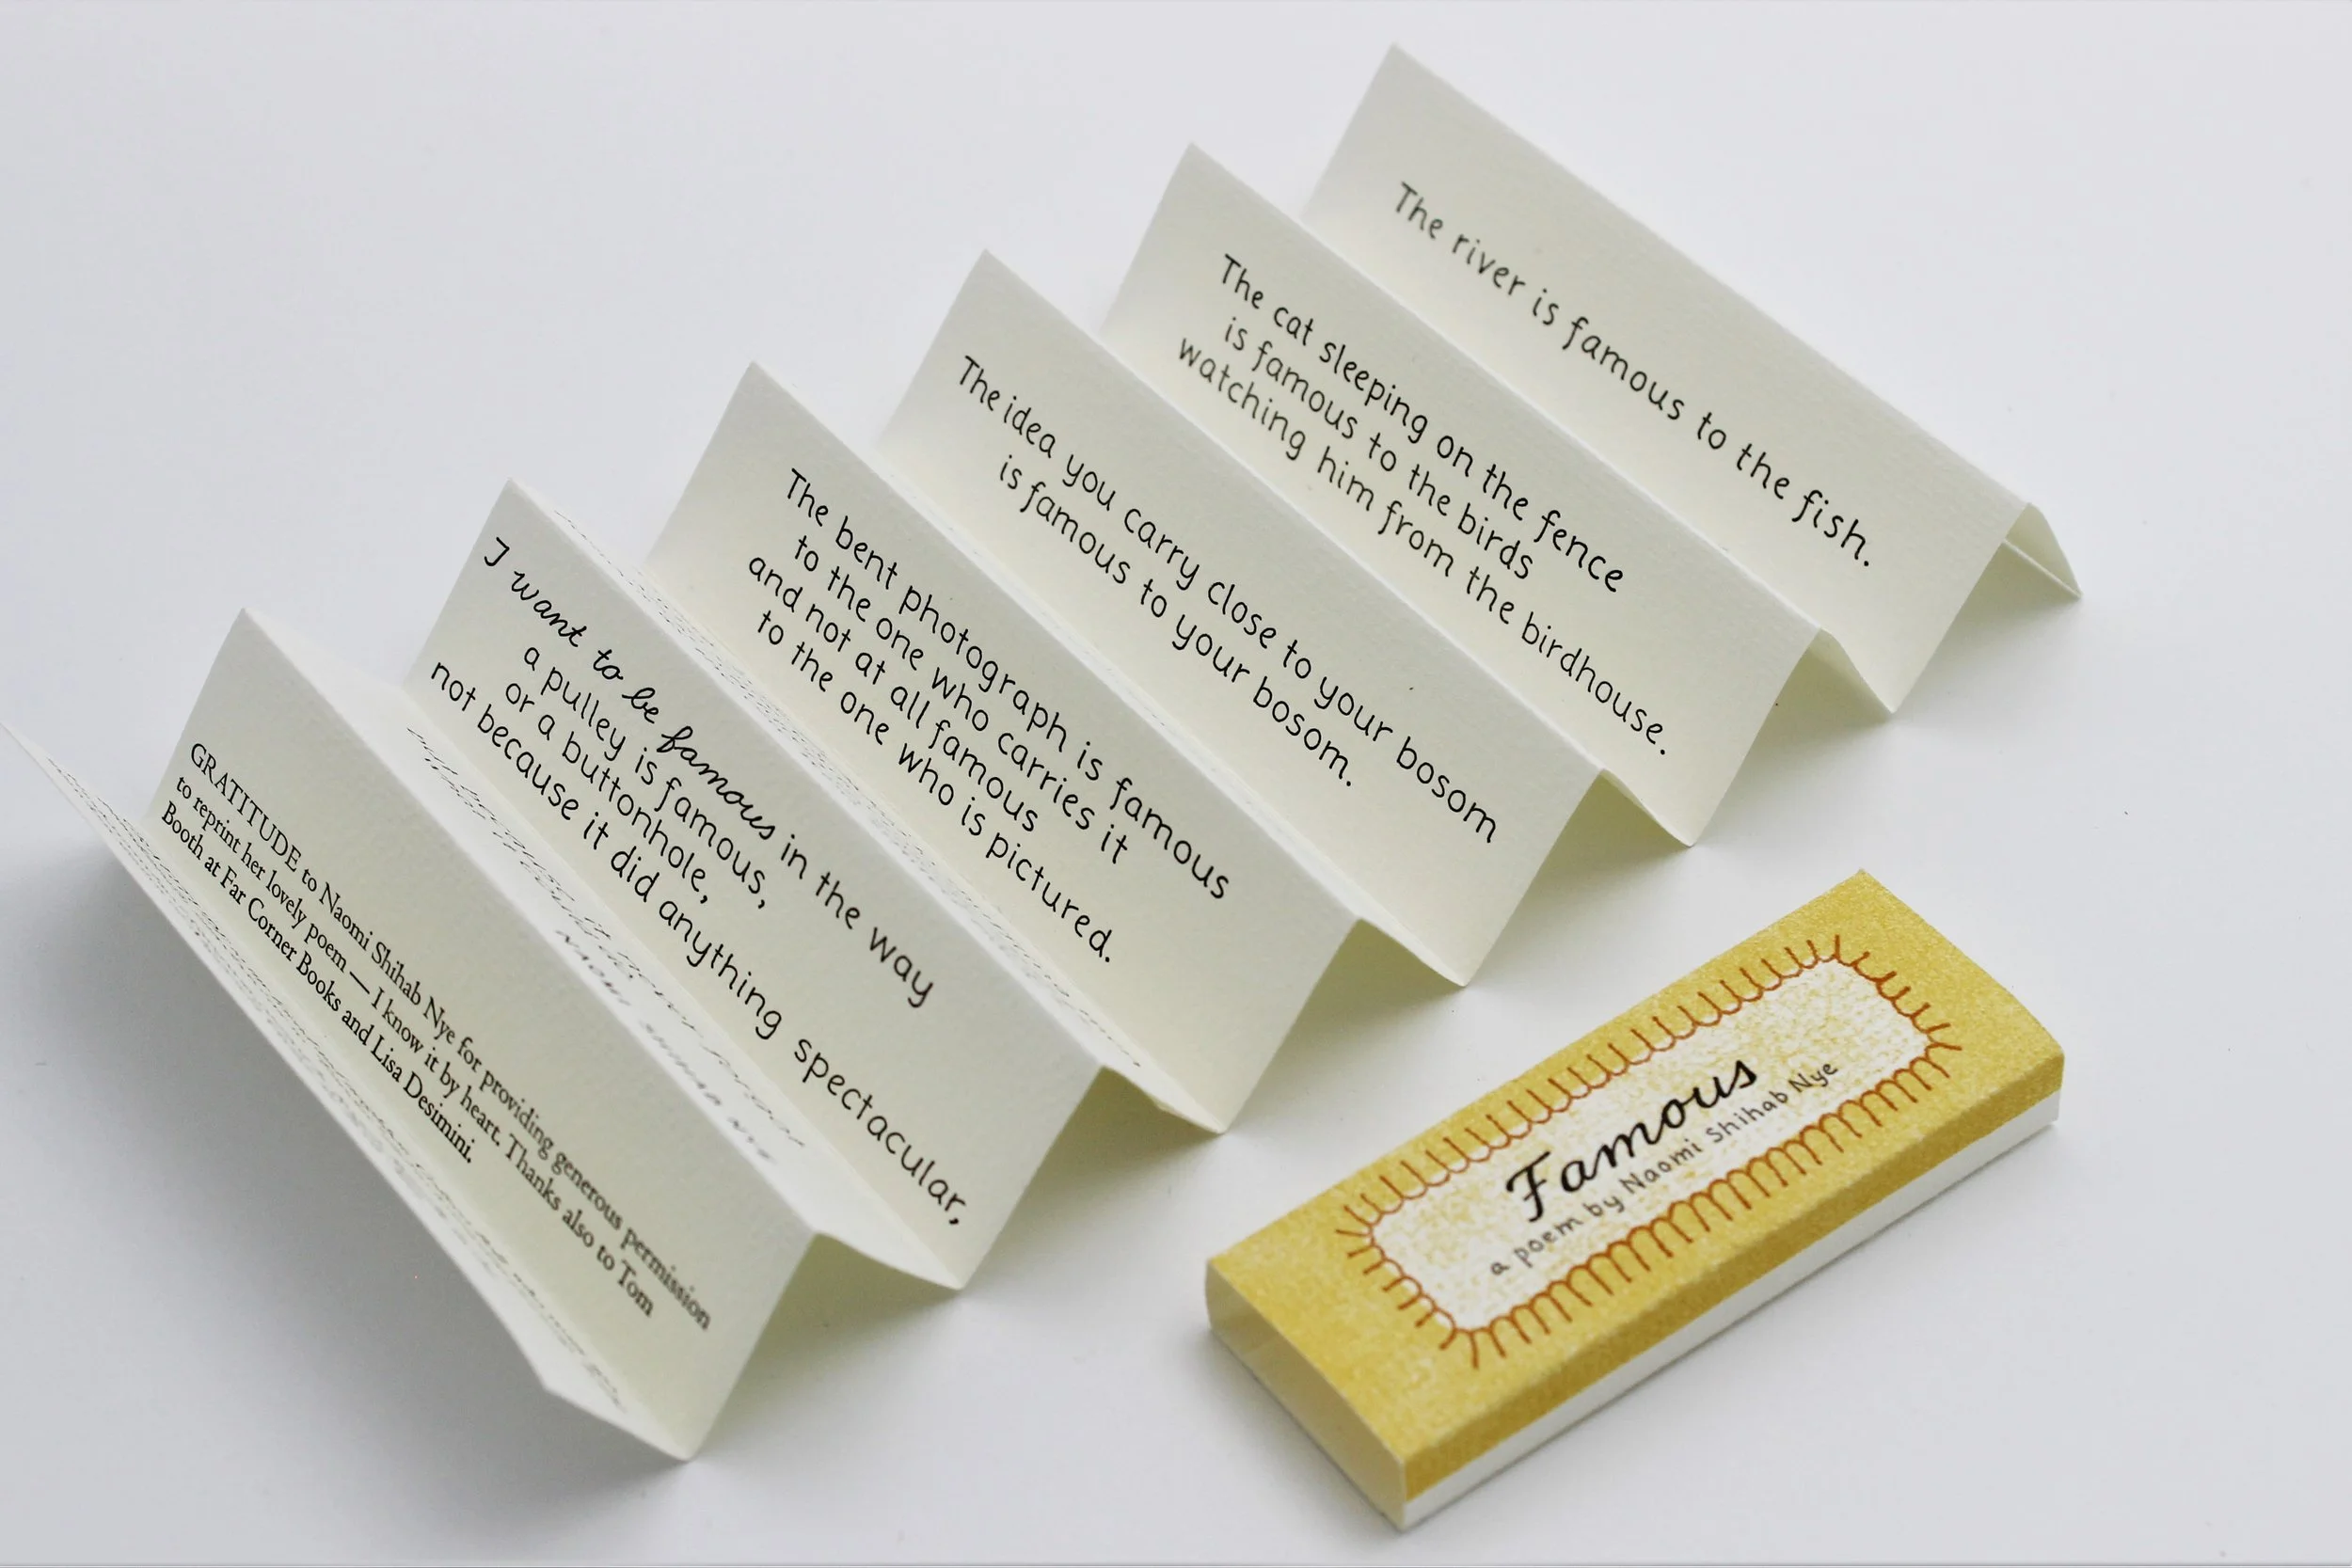 The river is famous to the fish.
The cat sleeping on the fence
is famous to the birds
watching him from the birdhouse.
The idea you carry close to your bosom
is famous to your bosom.
The bent photograph is famous
to the one who carries it
and not at all famous
to the one who is pictured.
I want to be famous in the way
a pulley is famous,
or a buttonhole,
not because it did anything spectacular,
GRATITUDE to Naomi Shihab Nye for providing generous permission
to reprint her lovely poem — I know it by heart. Thanks also to Tom
Booth at Far Corner Books and Lisa Desimini.
Famous
a poem by Naomi Shihab Nye